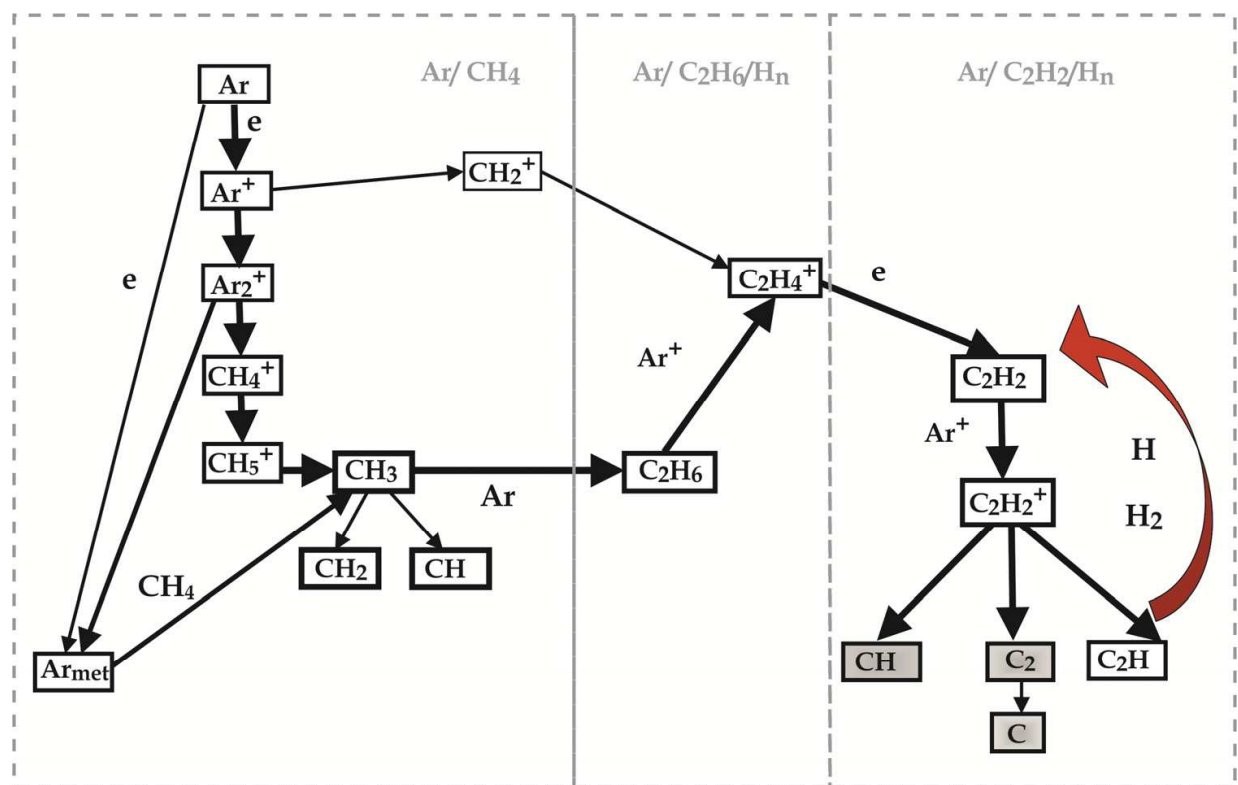 Ar/ CH₄
Ar/ C₂H₆/Hₙ
Ar/ C₂H₂/Hₙ
Ar
e
Ar⁺
CH₂⁺
e
Ar₂⁺
C₂H₄⁺
e
CH₄⁺
Ar⁺
C₂H₂
Ar⁺
CH₅⁺
CH₃
Ar
C₂H₆
H
C₂H₂⁺
H₂
CH₂
CH
CH₄
Arₘₑₜ
CH
C₂
C₂H
C